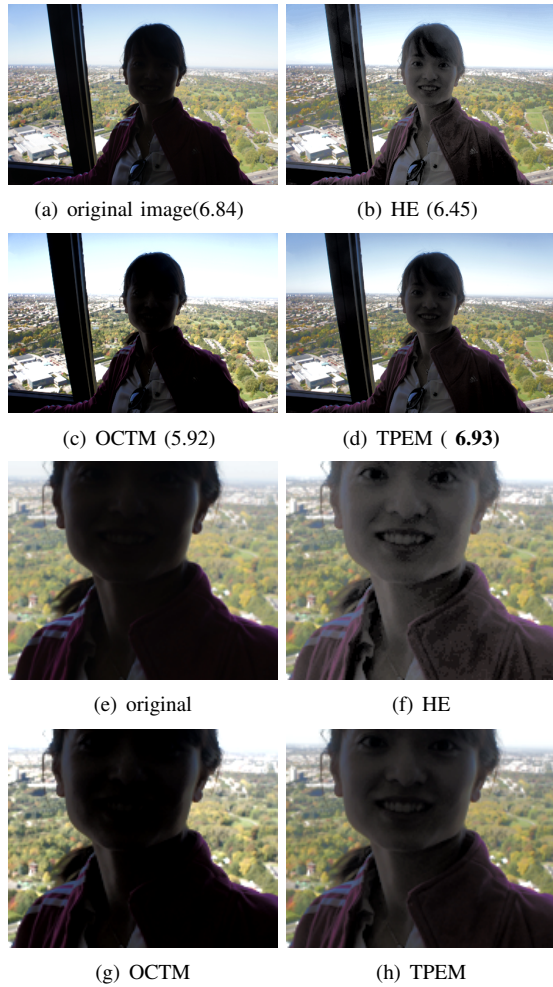 (a) original image(6.84)
(b) HE (6.45)
(c) OCTM (5.92)
(d) TPEM ( 6.93)
(e) original
(f) HE
(g) OCTM
(h) TPEM